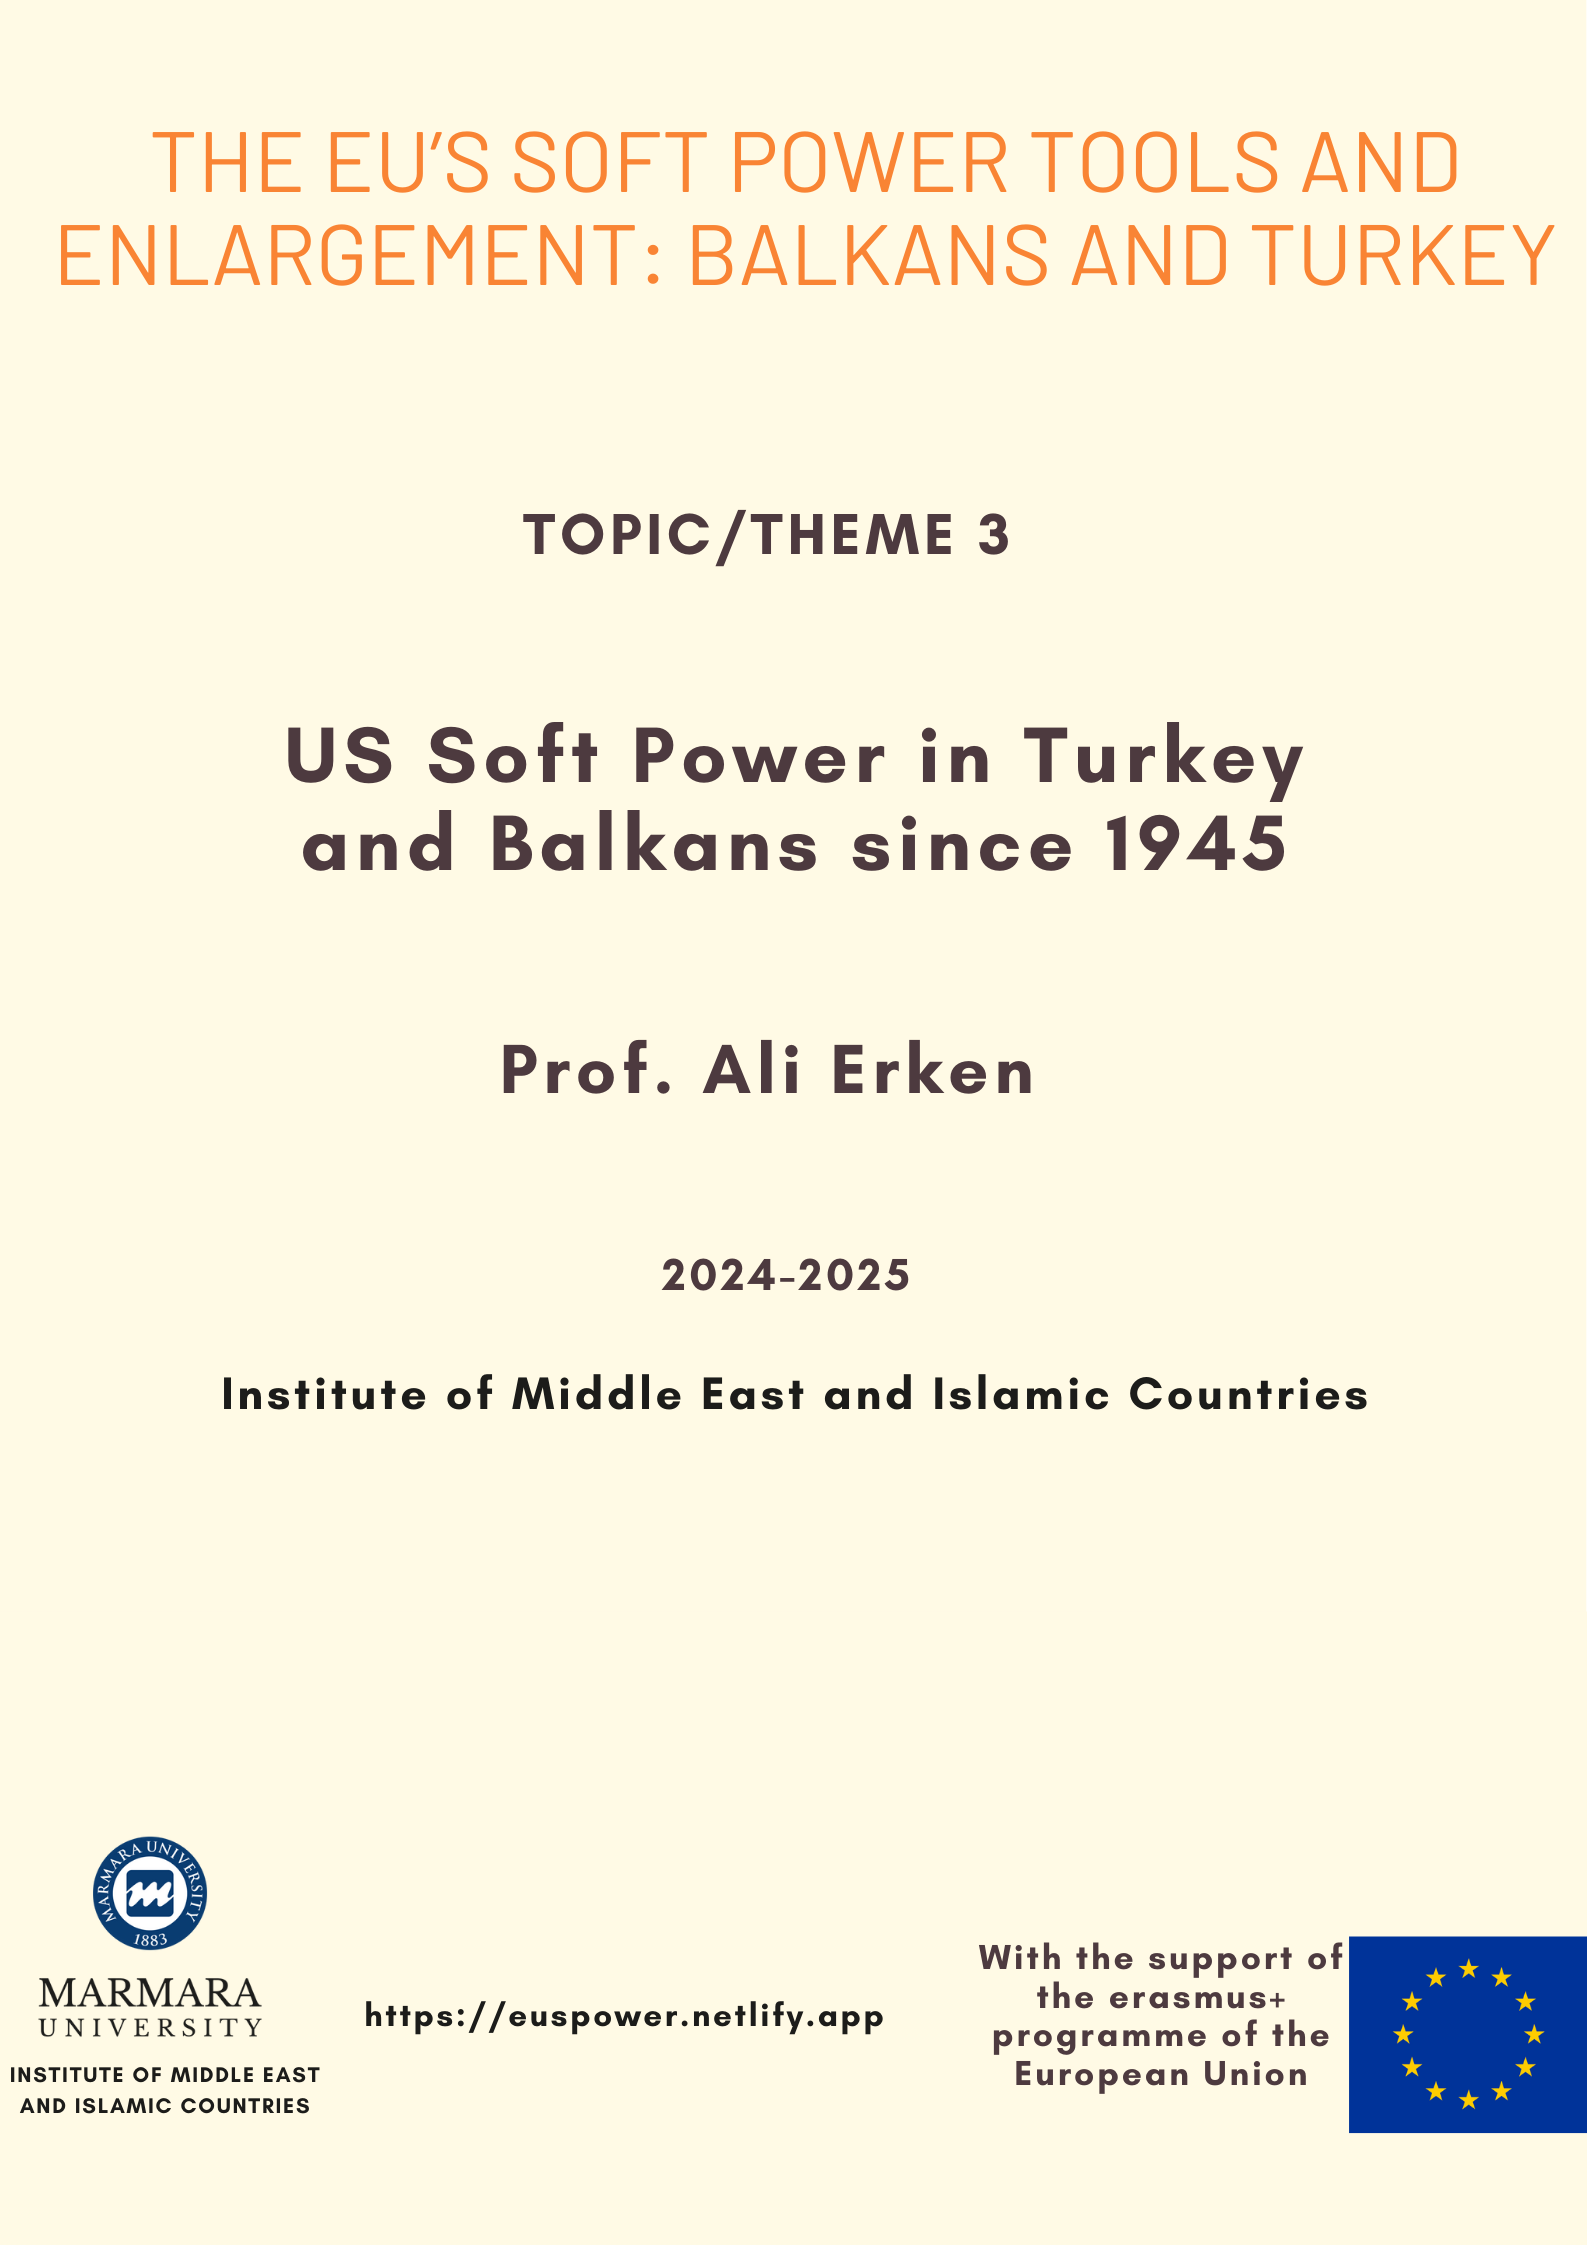 THE EU’S SOFT POWER TOOLS AND
ENLARGEMENT: BALKANS AND TURKEY
TOPIC/THEME 3
US Soft Power in Turkey
and Balkans since 1945
Prof. Ali Erken
2024-2025
Institute of Middle East and Islamic Countries
MARMARA UNIVERSITY
1883
MARMARA
UNIVERSITY
INSTITUTE OF MIDDLE EAST
AND ISLAMIC COUNTRIES
https://euspower.netlify.app
With the support of
the erasmus+
programme of the
European Union